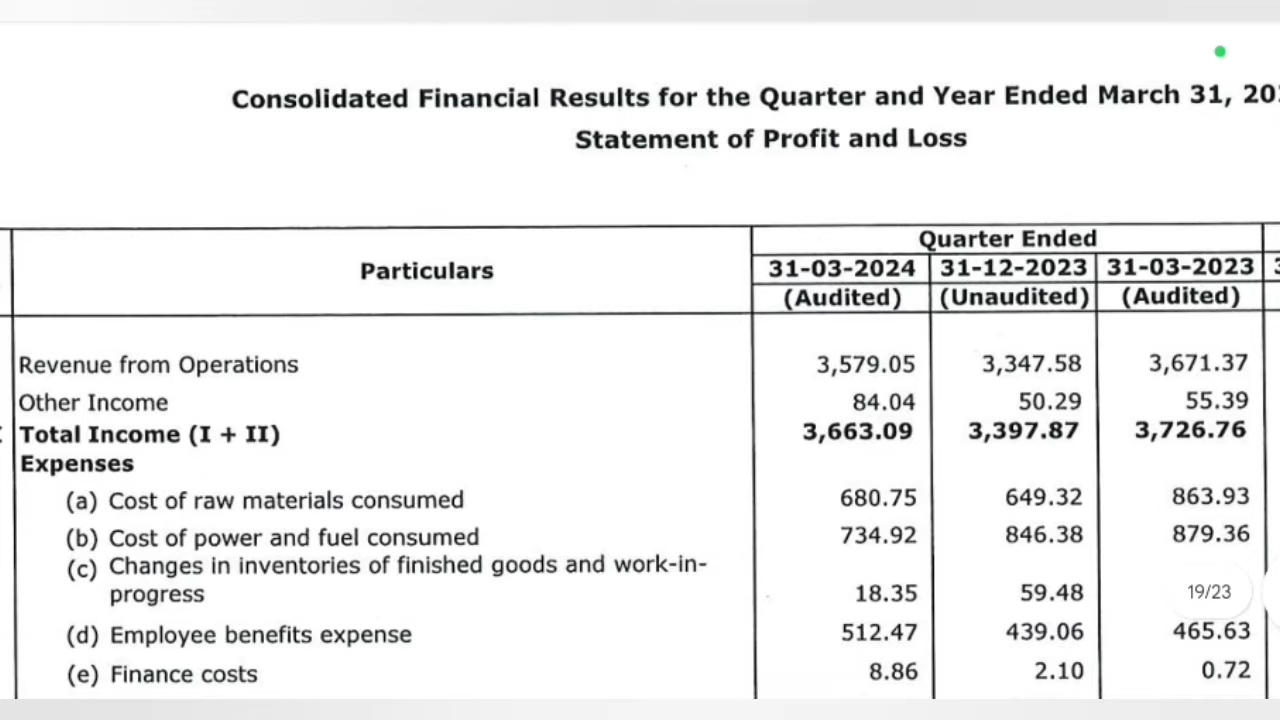 Consolidated Financial Results for the Quarter and Year Ended March 31,
Statement of Profit and Loss
Particulars
Quarter Ended
31-03-2024 31-12-2023 31-03-2023
(Audited) (Unaudited) (Audited)
Revenue from Operations 3,579.05 3,347.58 3,671.37
Other Income 84.04 50.29 55.39
Total Income (I + II) 3,663.09 3,397.87 3,726.76
Expenses
(a) Cost of raw materials consumed 680.75 649.32 863.93
(b) Cost of power and fuel consumed 734.92 846.38 879.36
(c) Changes in inventories of finished goods and work-in-
progress 18.35 59.48 19/23
(d) Employee benefits expense 512.47 439.06 465.63
(e) Finance costs 8.86 2.10 0.72